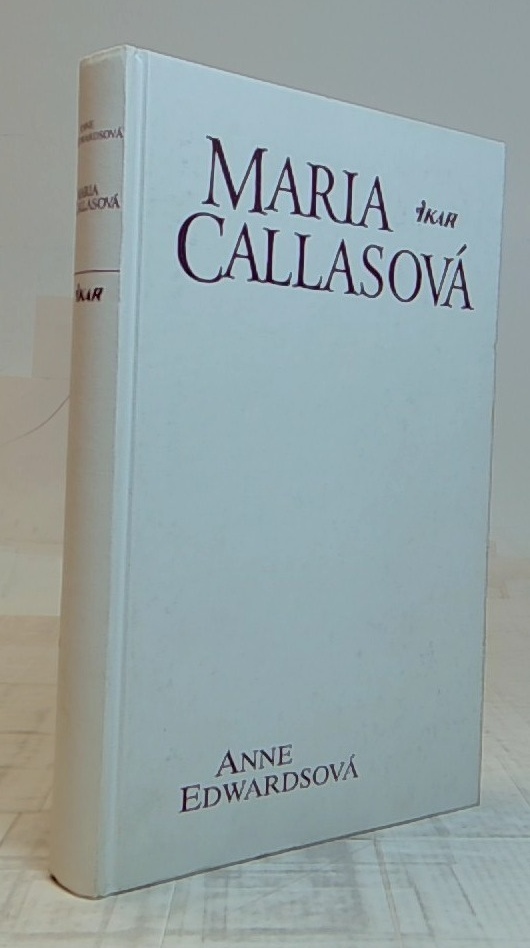 MARIA
IKAR
CALLASOVÁ
ANNE
EDWARDSOVÁ
ANNE
EDWARDSOVÁ
MARIA
CALLASOVÁ
IKAR